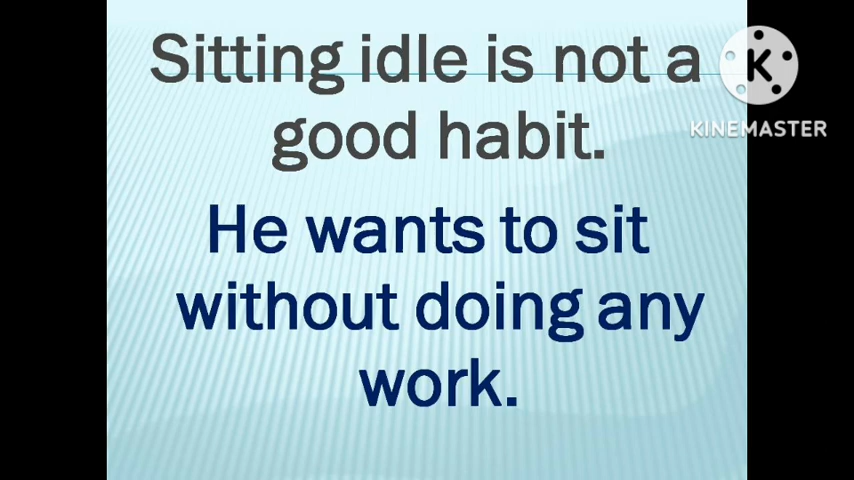 Sitting idle is not a
good habit.
He wants to sit
without doing any
work.
K
KINEMASTER